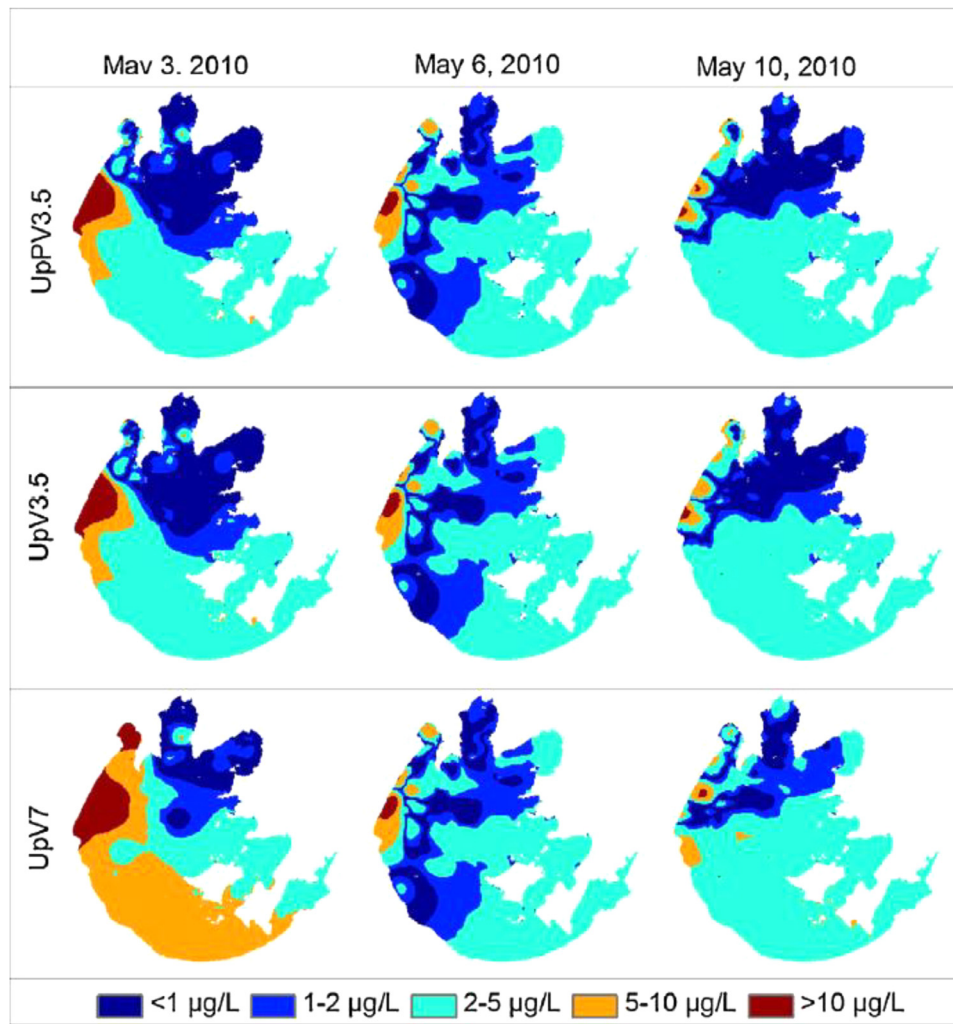 Mav 3. 2010 May 6, 2010 May 10, 2010
UpPV3.5
UpV3.5
UpV7
<1 µg/L 1-2 µg/L 2-5 µg/L 5-10 µg/L >10 µg/L